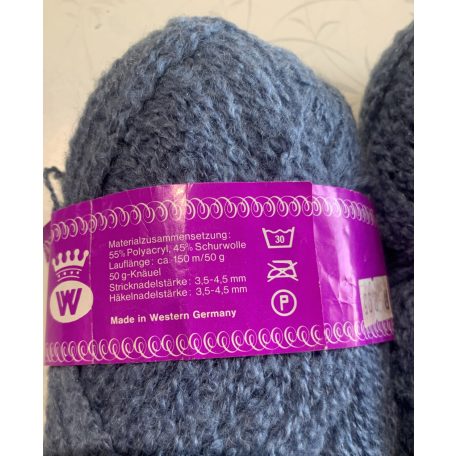 Materialzusammensetzung:
55% Polyacryl, 45% Schurwolle
Lauflänge: ca. 150 m/50 g
50 g-Knäuel
Stricknadelstärke: 3,5-4,5 mm
Häkelnadelstärke: 3,5-4,5 mm
Made in Western Germany
W
30
P